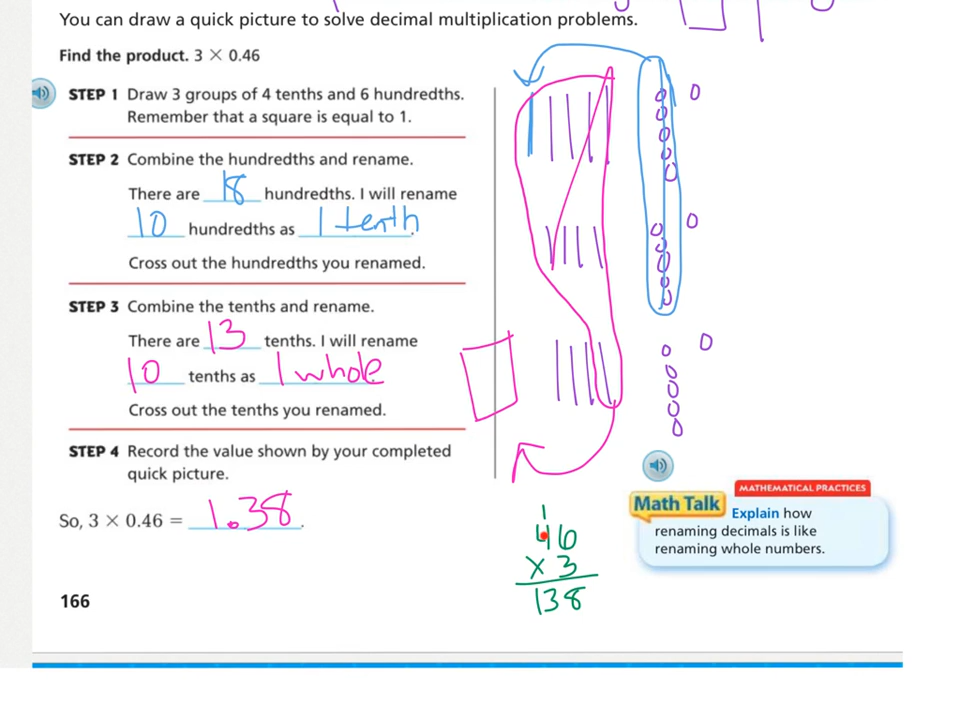 You can draw a quick picture to solve decimal multiplication problems.
Find the product. 3 × 0.46
STEP 1 Draw 3 groups of 4 tenths and 6 hundredths.
Remember that a square is equal to 1.
STEP 2 Combine the hundredths and rename.
There are 18 hundredths. I will rename
10 hundredths as 1 tenth.
Cross out the hundredths you renamed.
STEP 3 Combine the tenths and rename.
There are 13 tenths. I will rename
10 tenths as 1 whole.
Cross out the tenths you renamed.
STEP 4 Record the value shown by your completed
quick picture.
So, 3 × 0.46 = 1.38.
1
46
x 3
138
MATHEMATICAL PRACTICES
Math Talk Explain how
renaming decimals is like
renaming whole numbers.
166